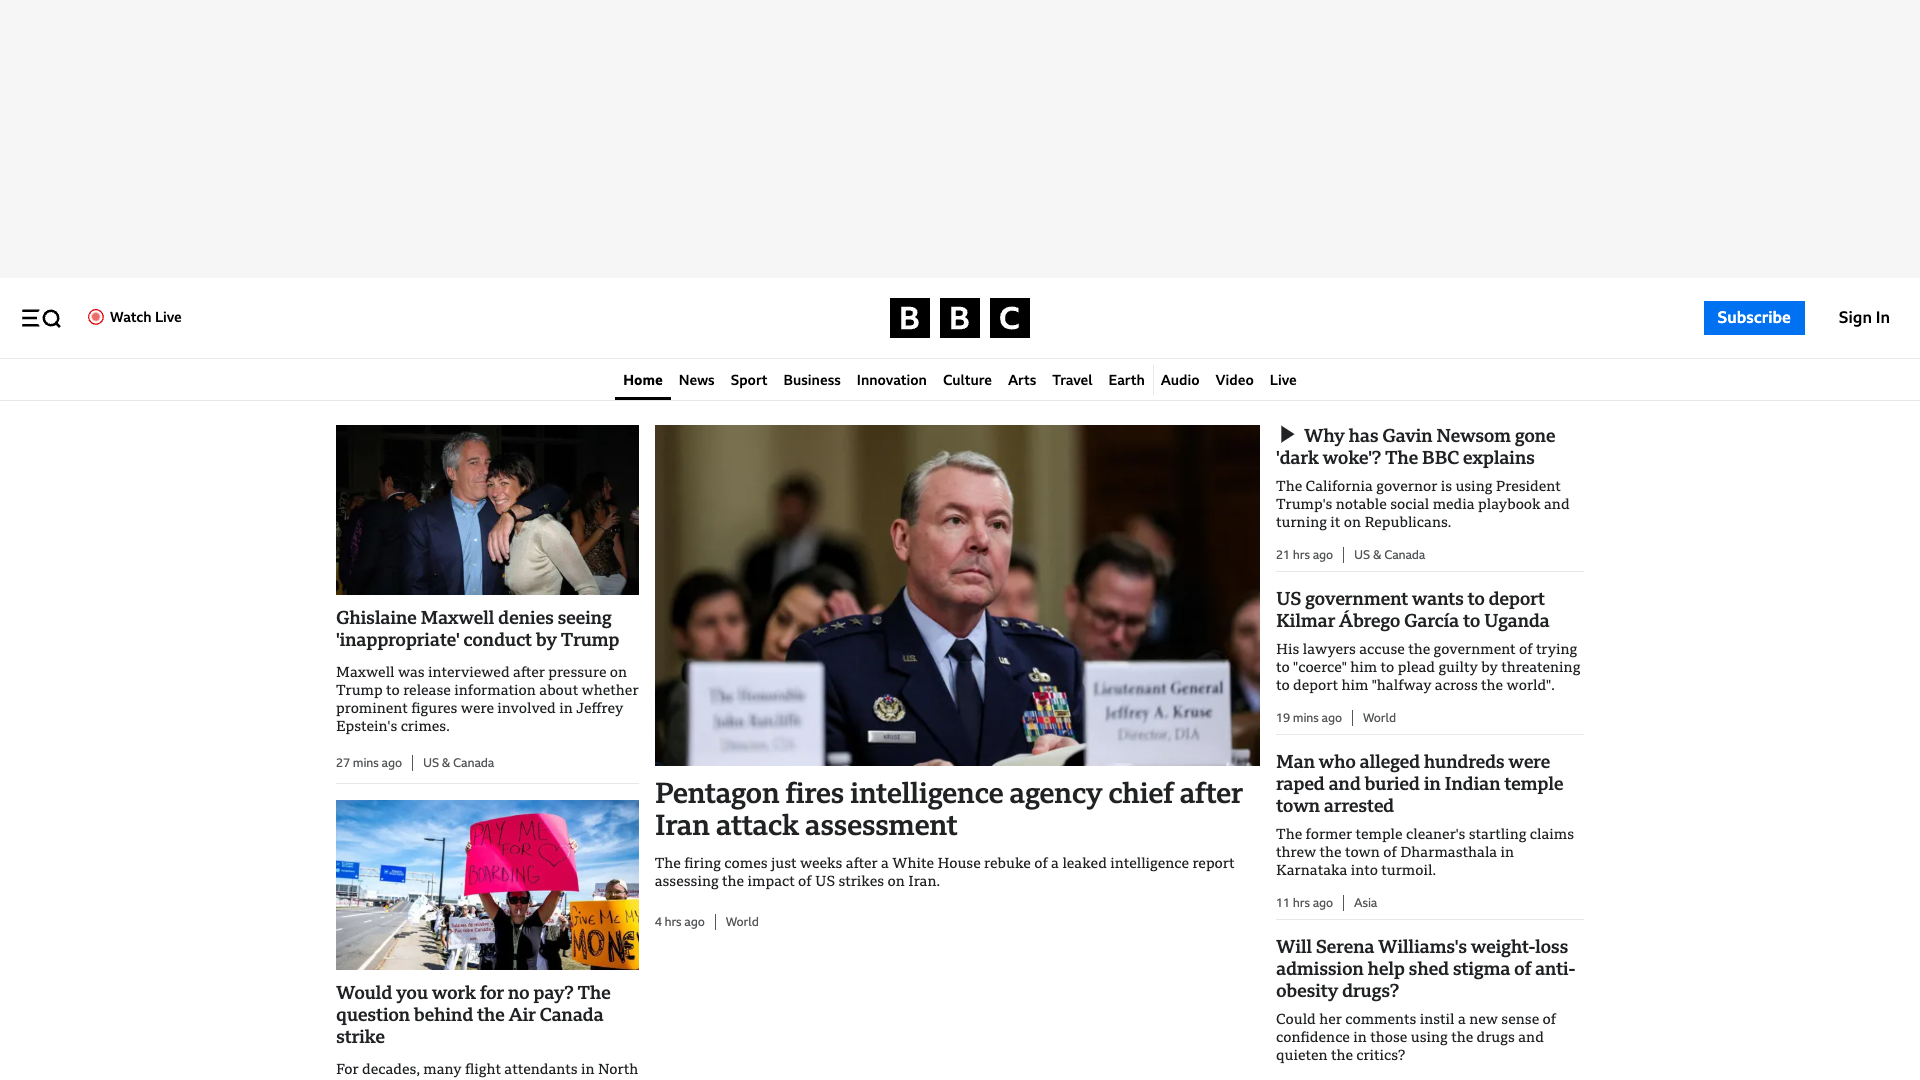 Watch Live
BBC
Subscribe
Sign In
Home
News
Sport
Business
Innovation
Culture
Arts
Travel
Earth
Audio
Video
Live
Ghislaine Maxwell denies seeing
'inappropriate' conduct by Trump
Maxwell was interviewed after pressure on
Trump to release information about whether
prominent figures were involved in Jeffrey
Epstein's crimes.
27 mins ago
US & Canada
PAY ME
FOR
BOARDING
GIVE ME MY
MONEY
Would you work for no pay? The
question behind the Air Canada
strike
For decades, many flight attendants in North
The Honorable
John Ratcliffe
Director, CIA
Lieutenant General
Jeffrey A. Kruse
Director, DIA
U.S.
U.S.
KRUSE
Pentagon fires intelligence agency chief after
Iran attack assessment
The firing comes just weeks after a White House rebuke of a leaked intelligence report
assessing the impact of US strikes on Iran.
4 hrs ago
World
Why has Gavin Newsom gone
'dark woke'? The BBC explains
The California governor is using President
Trump's notable social media playbook and
turning it on Republicans.
21 hrs ago
US & Canada
US government wants to deport
Kilmar Ábrego García to Uganda
His lawyers accuse the government of trying
to "coerce" him to plead guilty by threatening
to deport him "halfway across the world".
19 mins ago
World
Man who alleged hundreds were
raped and buried in Indian temple
town arrested
The former temple cleaner's startling claims
threw the town of Dharmasthala in
Karnataka into turmoil.
11 hrs ago
Asia
Will Serena Williams's weight-loss
admission help shed stigma of anti-
obesity drugs?
Could her comments instil a new sense of
confidence in those using the drugs and
quieten the critics?